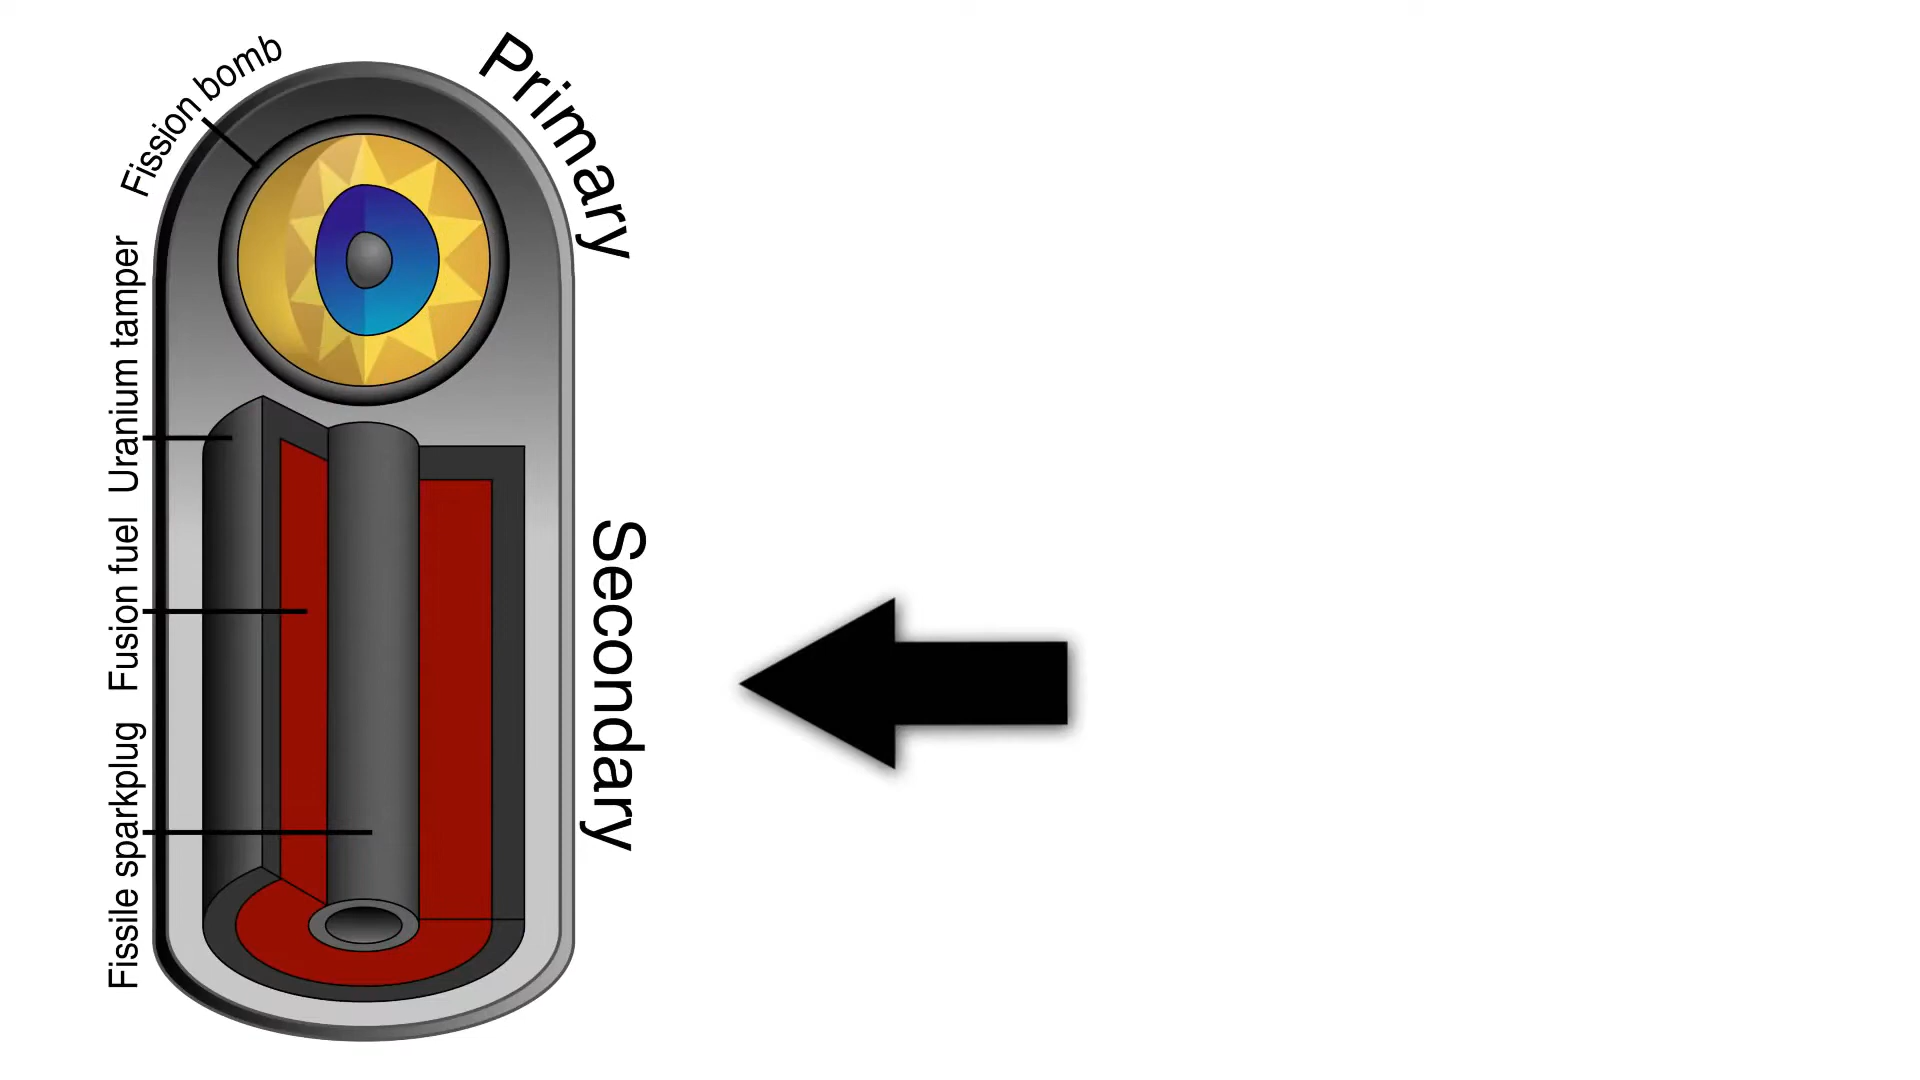 Fission bomb
Primary
Uranium tamper
Fusion fuel
Secondary
Fissile sparkplug